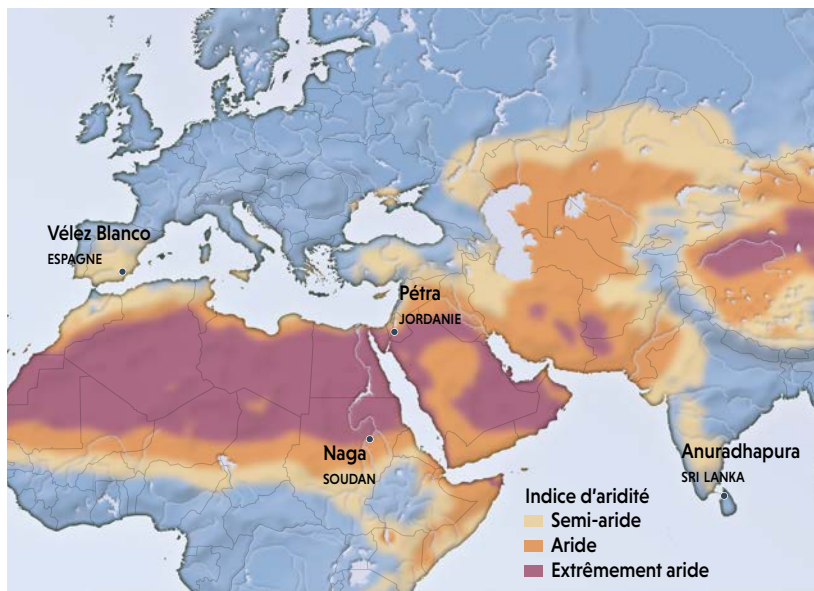 Vélez Blanco
ESPAGNE
Pétra
JORDANIE
Naga
SOUDAN
Anuradhapura
SRI LANKA
Indice d'aridité
Semi-aride
Aride
Extrêmement aride